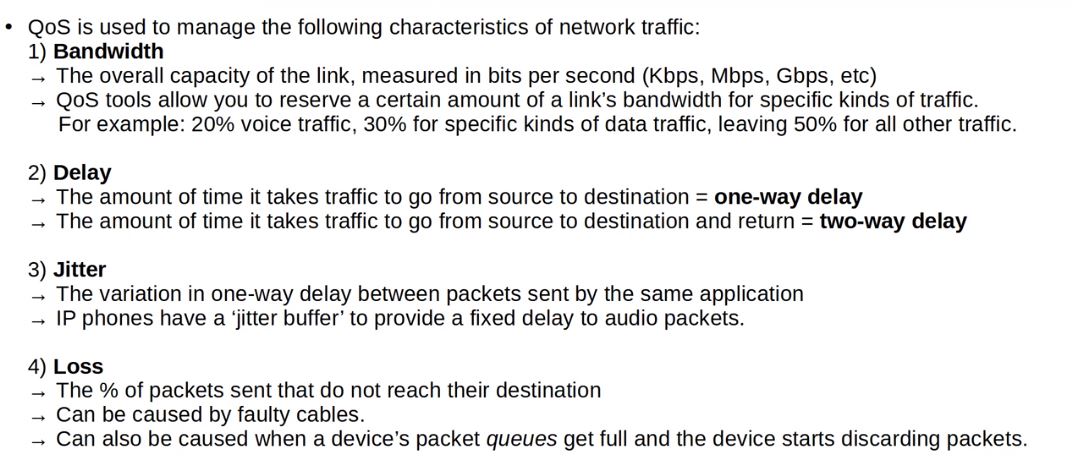 • QoS is used to manage the following characteristics of network traffic:
1) Bandwidth
→ The overall capacity of the link, measured in bits per second (Kbps, Mbps, Gbps, etc)
→ QoS tools allow you to reserve a certain amount of a link’s bandwidth for specific kinds of traffic.
For example: 20% voice traffic, 30% for specific kinds of data traffic, leaving 50% for all other traffic.
2) Delay
→ The amount of time it takes traffic to go from source to destination = one-way delay
→ The amount of time it takes traffic to go from source to destination and return = two-way delay
3) Jitter
→ The variation in one-way delay between packets sent by the same application
→ IP phones have a ‘jitter buffer’ to provide a fixed delay to audio packets.
4) Loss
→ The % of packets sent that do not reach their destination
→ Can be caused by faulty cables.
→ Can also be caused when a device’s packet queues get full and the device starts discarding packets.